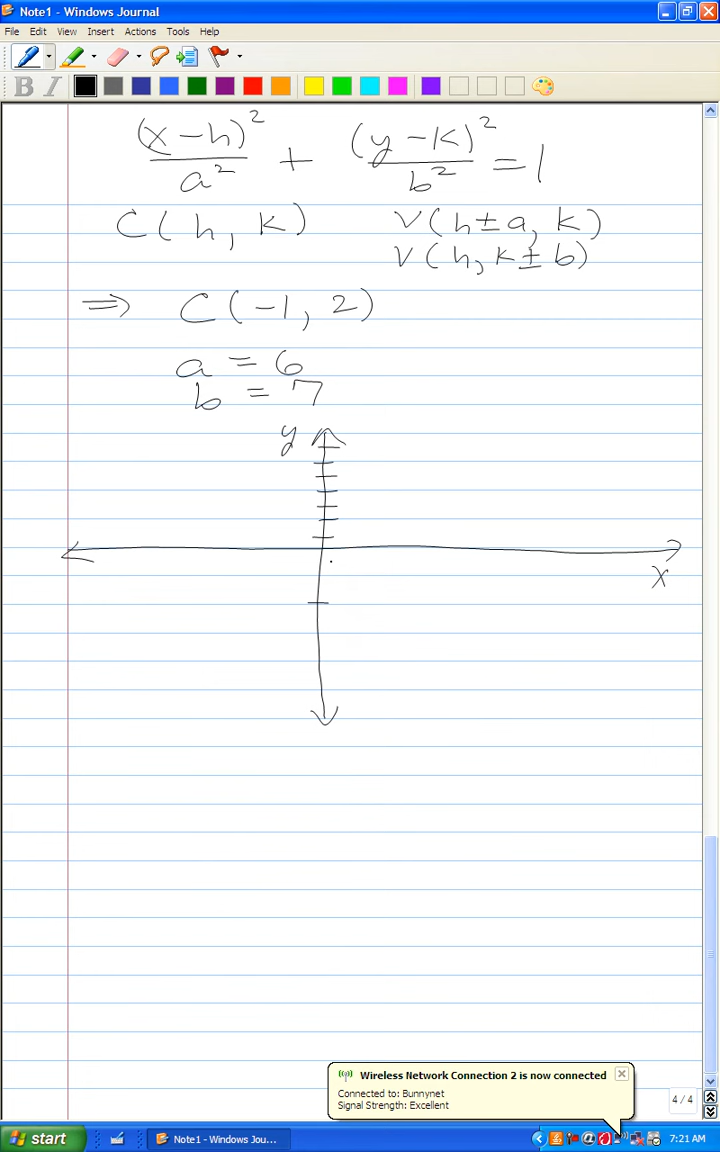 Note1 - Windows Journal
File Edit View Insert Actions Tools Help
B I
(x-h)²/a² + (y-k)²/b² = 1
C(h, k) V(h±a, k)
V(h, k±b)
⇒ C(-1, 2)
a = 6
b = 7
y
x
Wireless Network Connection 2 is now connected
Connected to: Bunnynet
Signal Strength: Excellent
4 / 4
start Note1 - Windows Jou... 7:21 AM